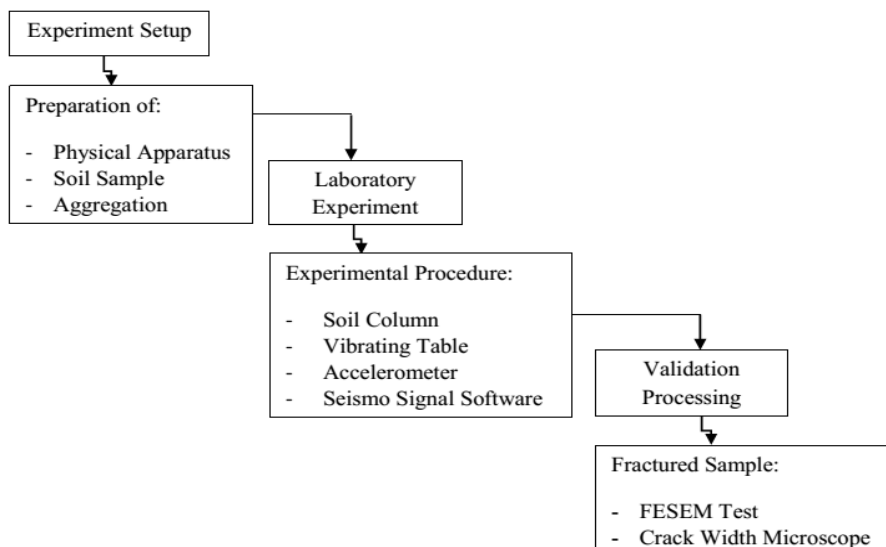 Experiment Setup
Preparation of:
- Physical Apparatus
- Soil Sample
- Aggregation
Laboratory
Experiment
Experimental Procedure:
- Soil Column
- Vibrating Table
- Accelerometer
- Seismo Signal Software
Validation
Processing
Fractured Sample:
- FESEM Test
- Crack Width Microscope